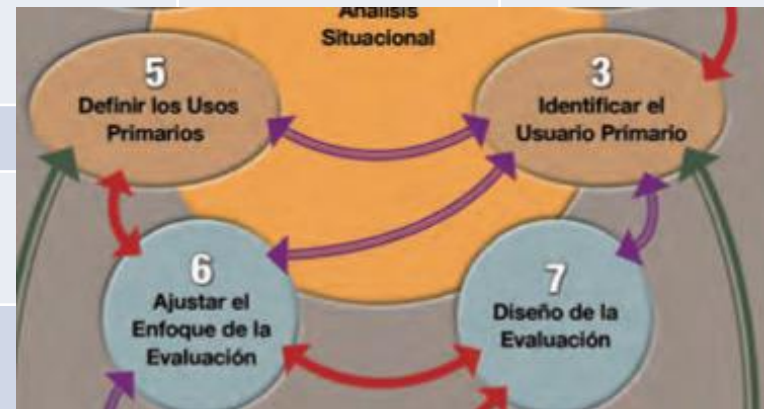 Análisis
Situacional
5
Definir los Usos
Primarios
3
Identificar el
Usuario Primario
6
Ajustar el
Enfoque de la
Evaluación
7
Diseño de la
Evaluación